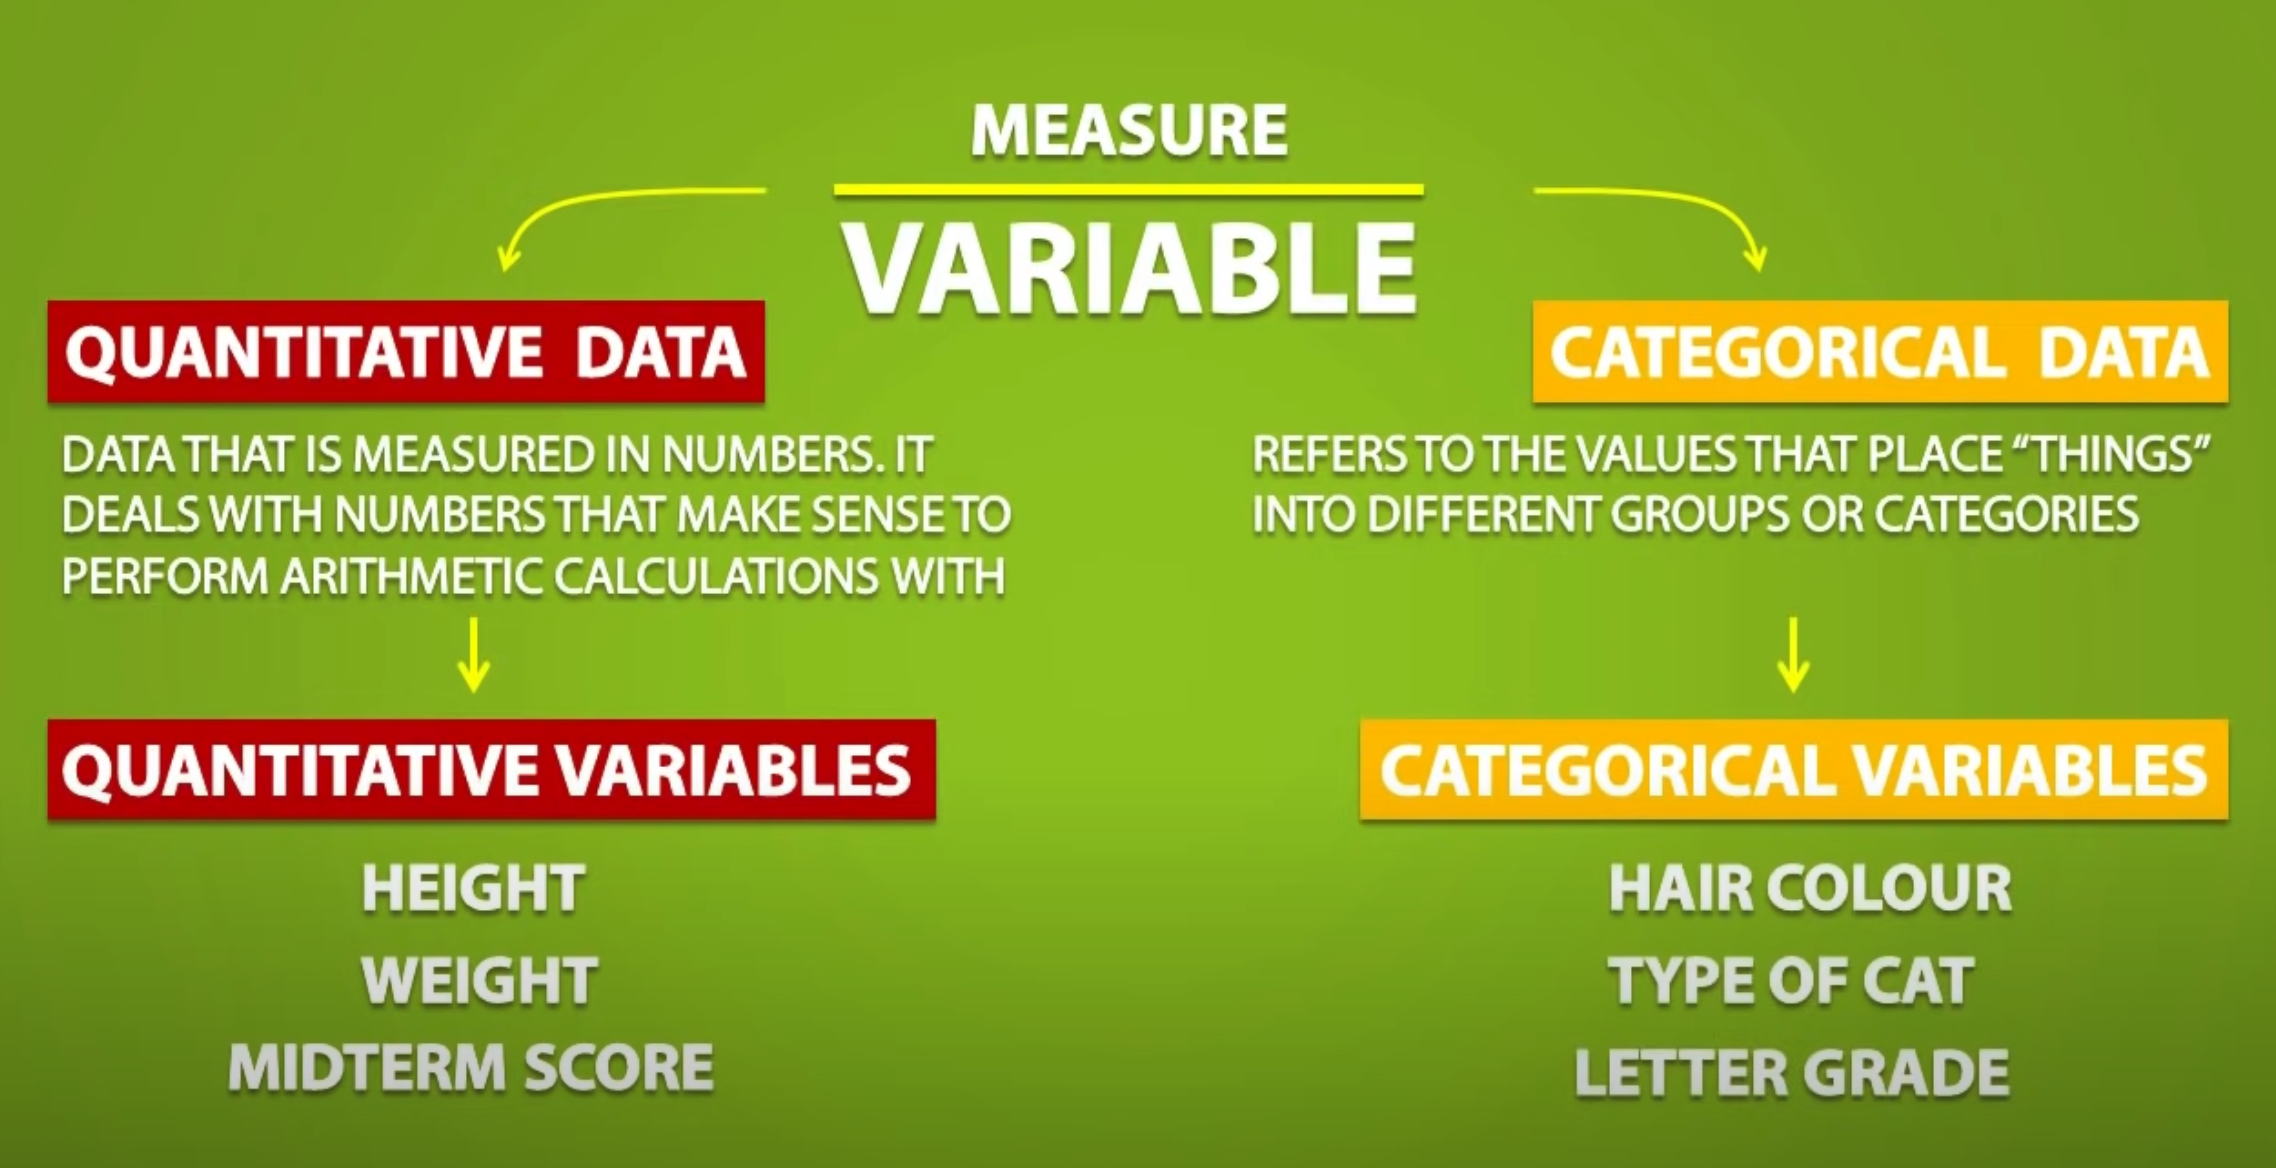 MEASURE
VARIABLE
QUANTITATIVE DATA
DATA THAT IS MEASURED IN NUMBERS. IT
DEALS WITH NUMBERS THAT MAKE SENSE TO
PERFORM ARITHMETIC CALCULATIONS WITH
QUANTITATIVE VARIABLES
HEIGHT
WEIGHT
MIDTERM SCORE
CATEGORICAL DATA
REFERS TO THE VALUES THAT PLACE “THINGS”
INTO DIFFERENT GROUPS OR CATEGORIES
CATEGORICAL VARIABLES
HAIR COLOUR
TYPE OF CAT
LETTER GRADE